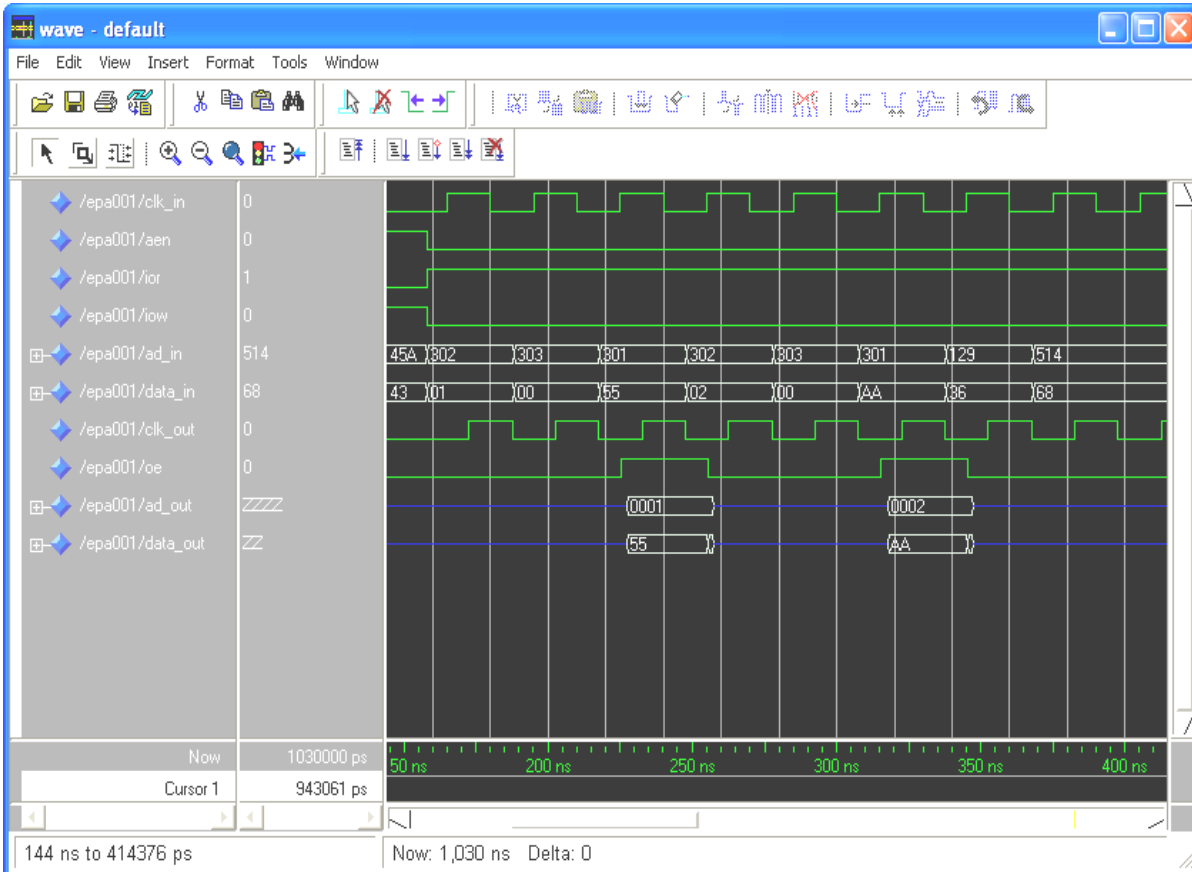 wave - default
File Edit View Insert Format Tools Window
/epa001/clk_in 0
/epa001/aen 0
/epa001/ior 1
/epa001/iow 0
/epa001/ad_in 514 45A 302 303 301 302 303 301 129 514
/epa001/data_in 68 43 01 00 55 02 00 AA 36 68
/epa001/clk_out 0
/epa001/oe 0
/epa001/ad_out ZZZZ 0001 0002
/epa001/data_out ZZ 55 AA
Now 1030000 ps 50 ns 200 ns 250 ns 300 ns 350 ns 400 ns
Cursor 1 943061 ps
144 ns to 414376 ps Now: 1,030 ns Delta: 0